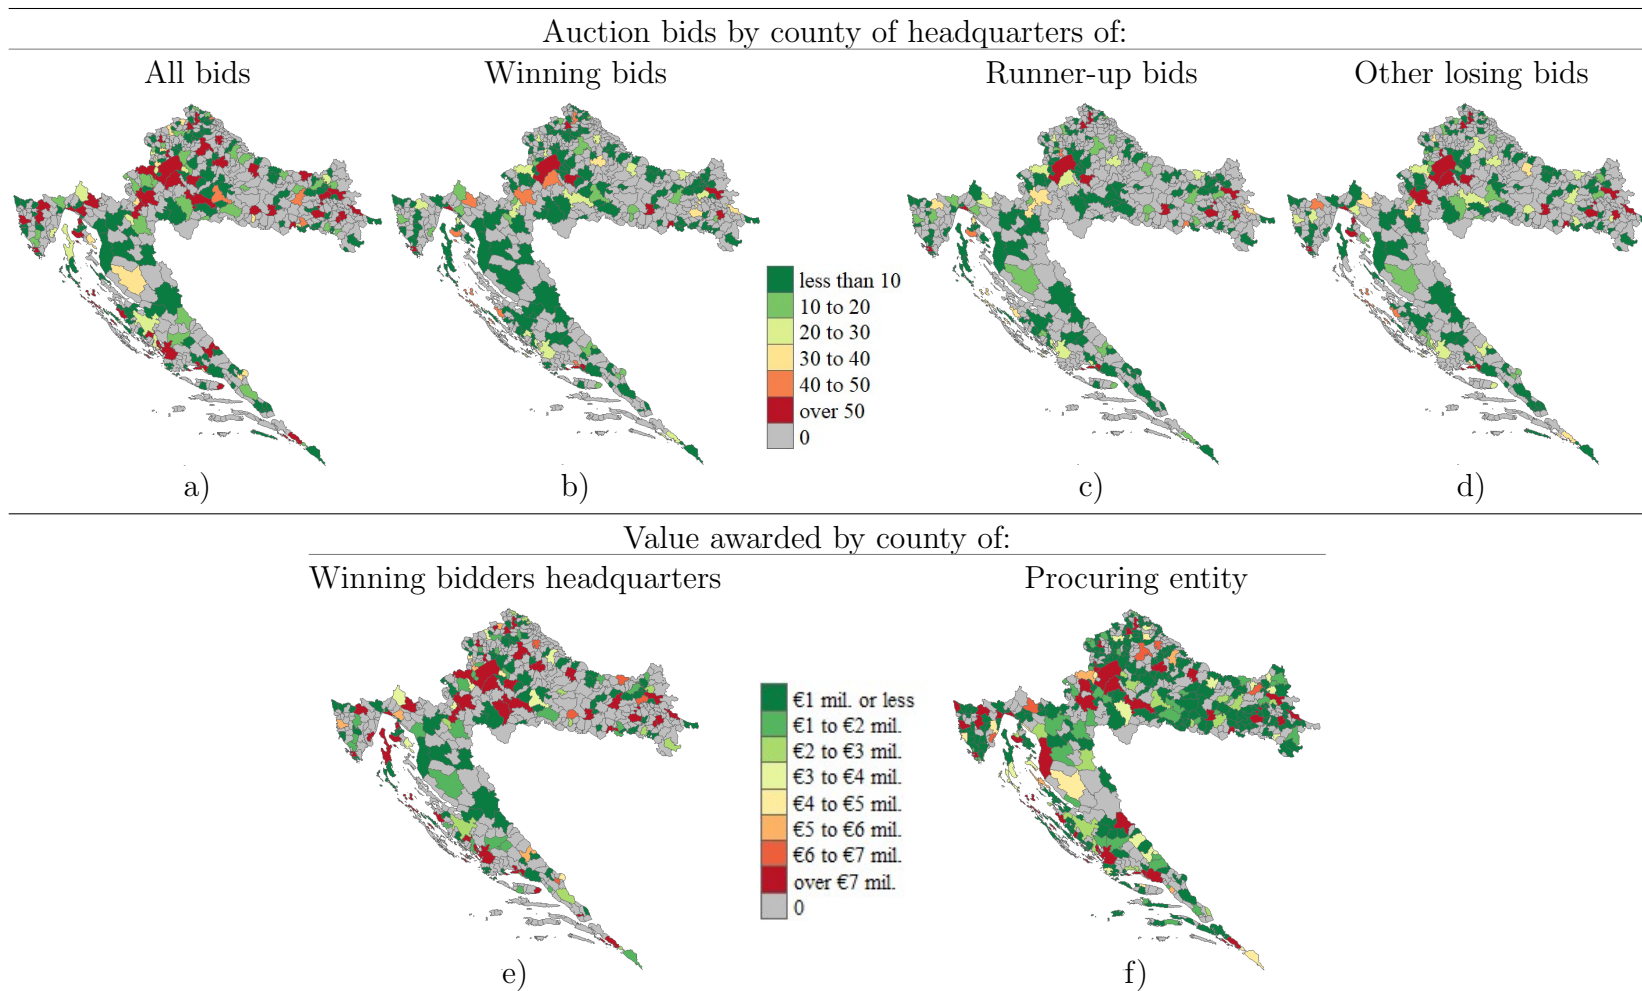 Auction bids by county of headquarters of:
All bids
Winning bids
Runner-up bids
Other losing bids
less than 10
10 to 20
20 to 30
30 to 40
40 to 50
over 50
0
a)
b)
c)
d)
Value awarded by county of:
Winning bidders headquarters
Procuring entity
€1 mil. or less
€1 to €2 mil.
€2 to €3 mil.
€3 to €4 mil.
€4 to €5 mil.
€5 to €6 mil.
€6 to €7 mil.
over €7 mil.
0
e)
f)